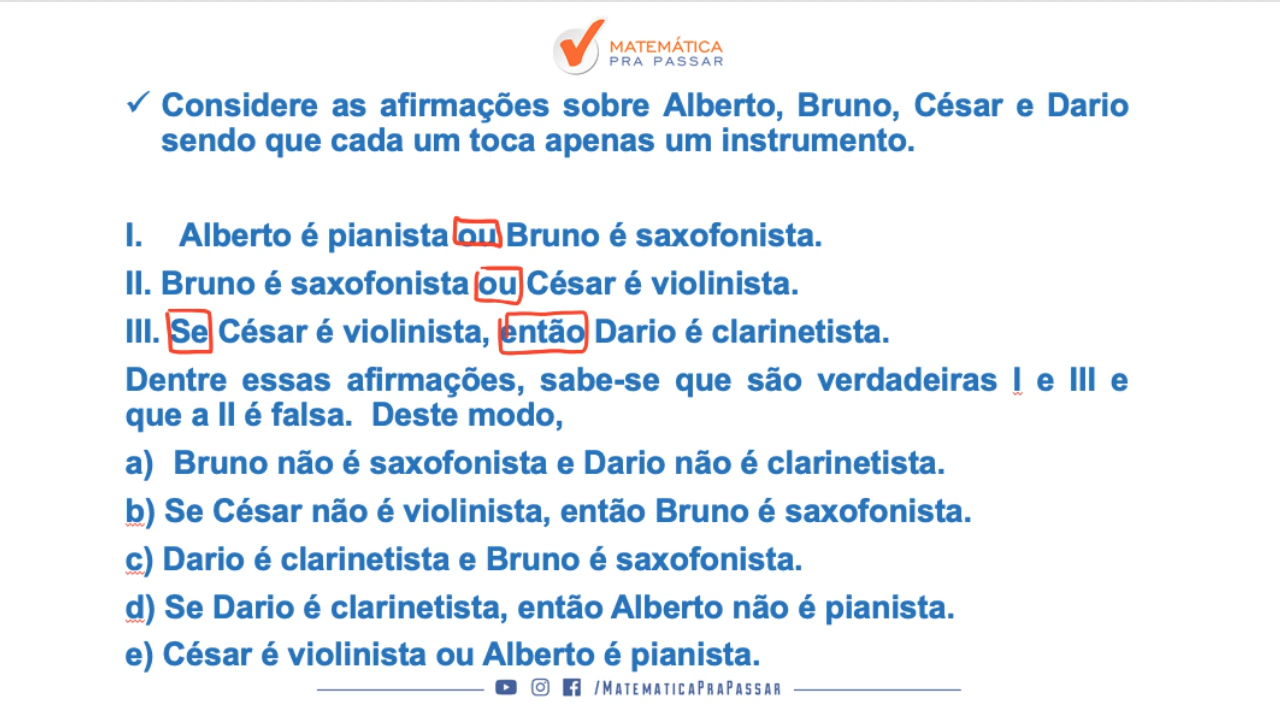 MATEMÁTICA
PRA PASSAR
✓ Considere as afirmações sobre Alberto, Bruno, César e Dario
sendo que cada um toca apenas um instrumento.
I. Alberto é pianista ou Bruno é saxofonista.
II. Bruno é saxofonista ou César é violinista.
III. Se César é violinista, então Dario é clarinetista.
Dentre essas afirmações, sabe-se que são verdadeiras I e III e
que a II é falsa. Deste modo,
a) Bruno não é saxofonista e Dario não é clarinetista.
b) Se César não é violinista, então Bruno é saxofonista.
c) Dario é clarinetista e Bruno é saxofonista.
d) Se Dario é clarinetista, então Alberto não é pianista.
e) César é violinista ou Alberto é pianista.
/MATEMATICAPRAPASSAR